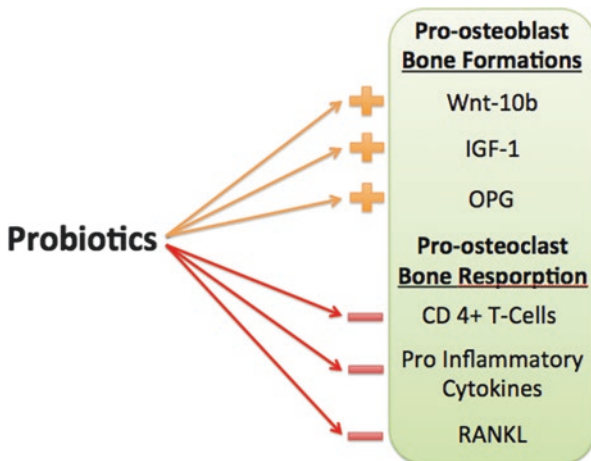 Probiotics
Pro-osteoblast
Bone Formations
Wnt-10b
IGF-1
OPG
Pro-osteoclast
Bone Resporption
CD 4+ T-Cells
Pro Inflammatory
Cytokines
RANKL